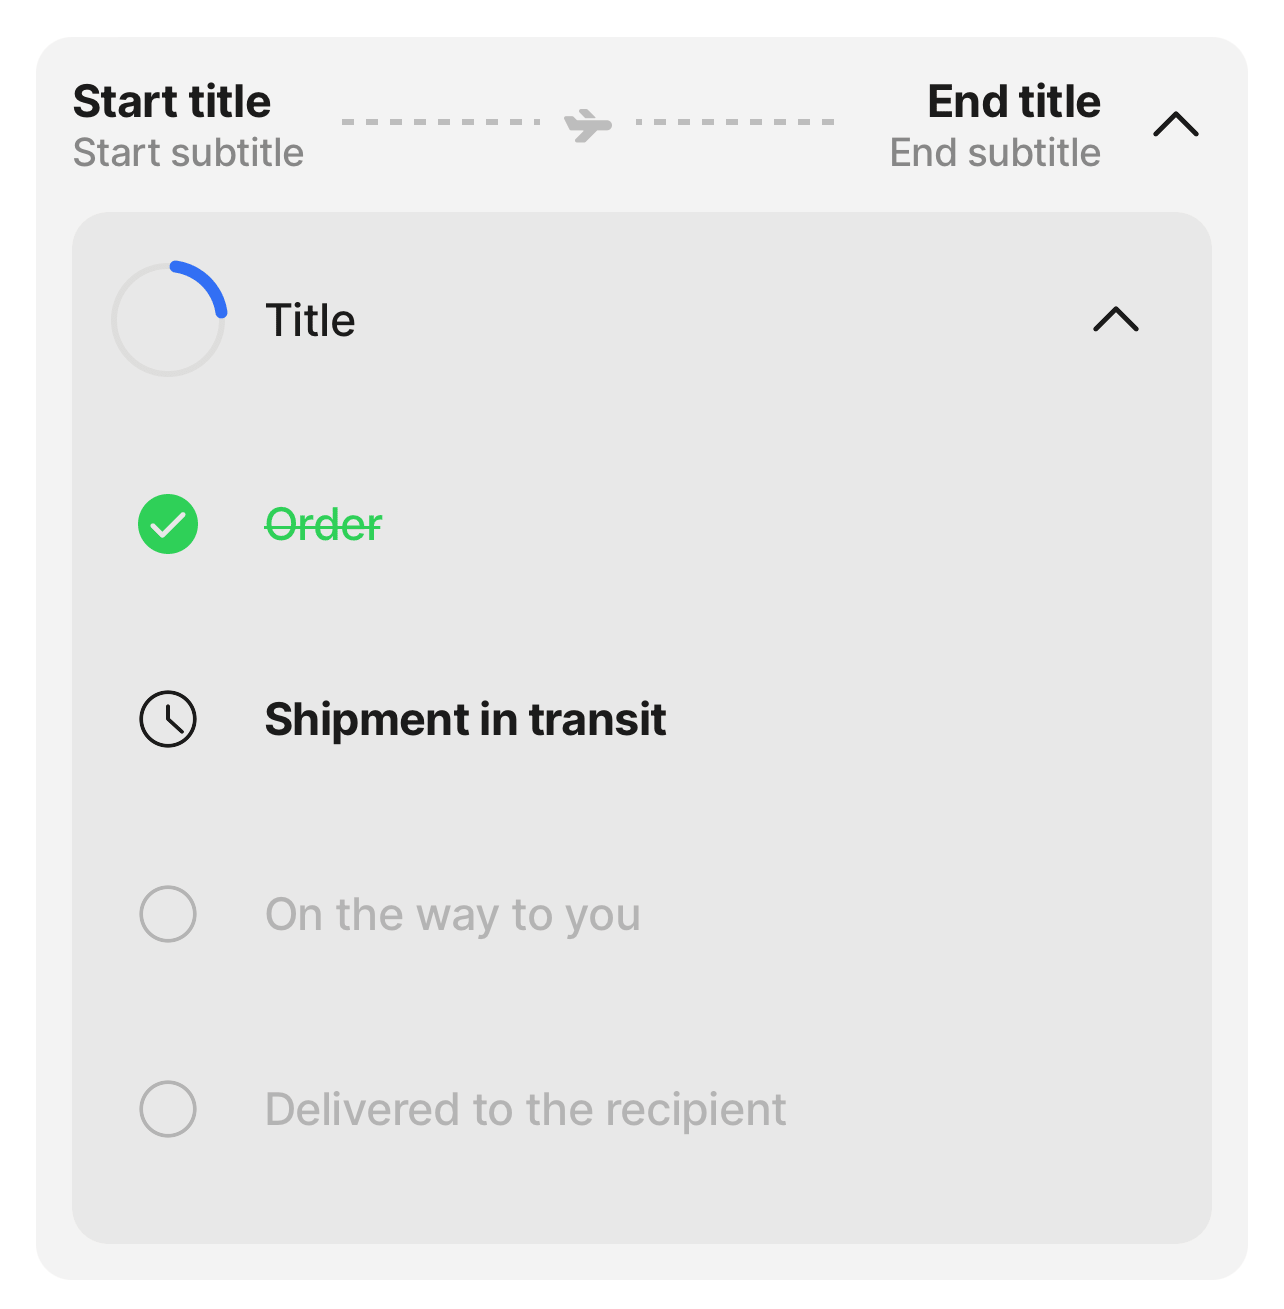 Start title
End title
Start subtitle
End subtitle
Title
Order
Shipment in transit
On the way to you
Delivered to the recipient